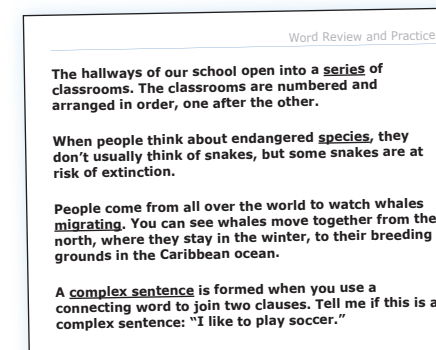 Word Review and Practice
The hallways of our school open into a series of
classrooms. The classrooms are numbered and
arranged in order, one after the other.
When people think about endangered species, they
don't usually think of snakes, but some snakes are at
risk of extinction.
People come from all over the world to watch whales
migrating. You can see whales move together from the
north, where they stay in the winter, to their breeding
grounds in the Caribbean ocean.
A complex sentence is formed when you use a
connecting word to join two clauses. Tell me if this is a
complex sentence: "I like to play soccer."